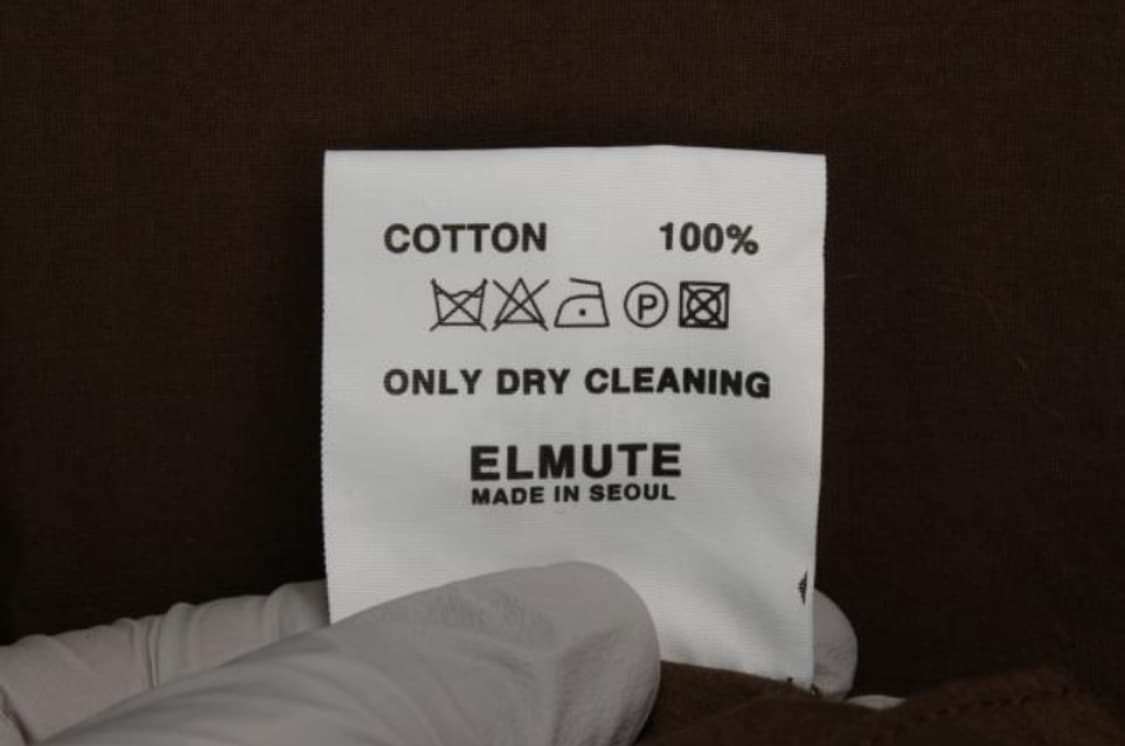 COTTON 100%
P
ONLY DRY CLEANING
ELMUTE
MADE IN SEOUL